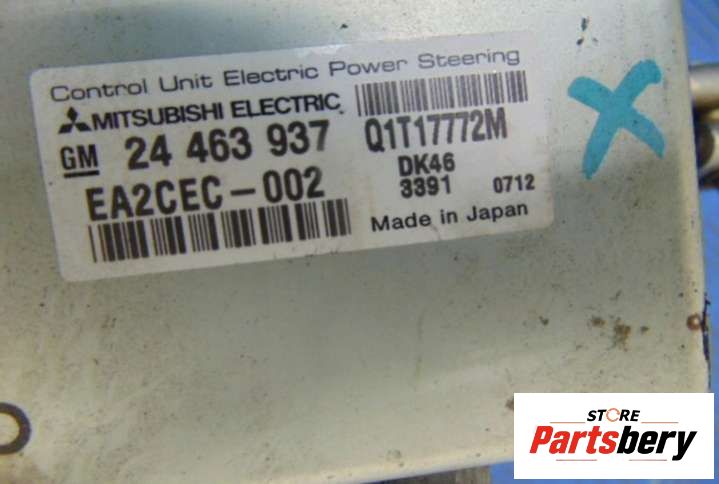 Control Unit Electric Power Steering
MITSUBISHI ELECTRIC
GM 24 463 937 Q1T17772M
EA2CEC-002 DK46
3391 0712
Made in Japan
STORE
Partsbery